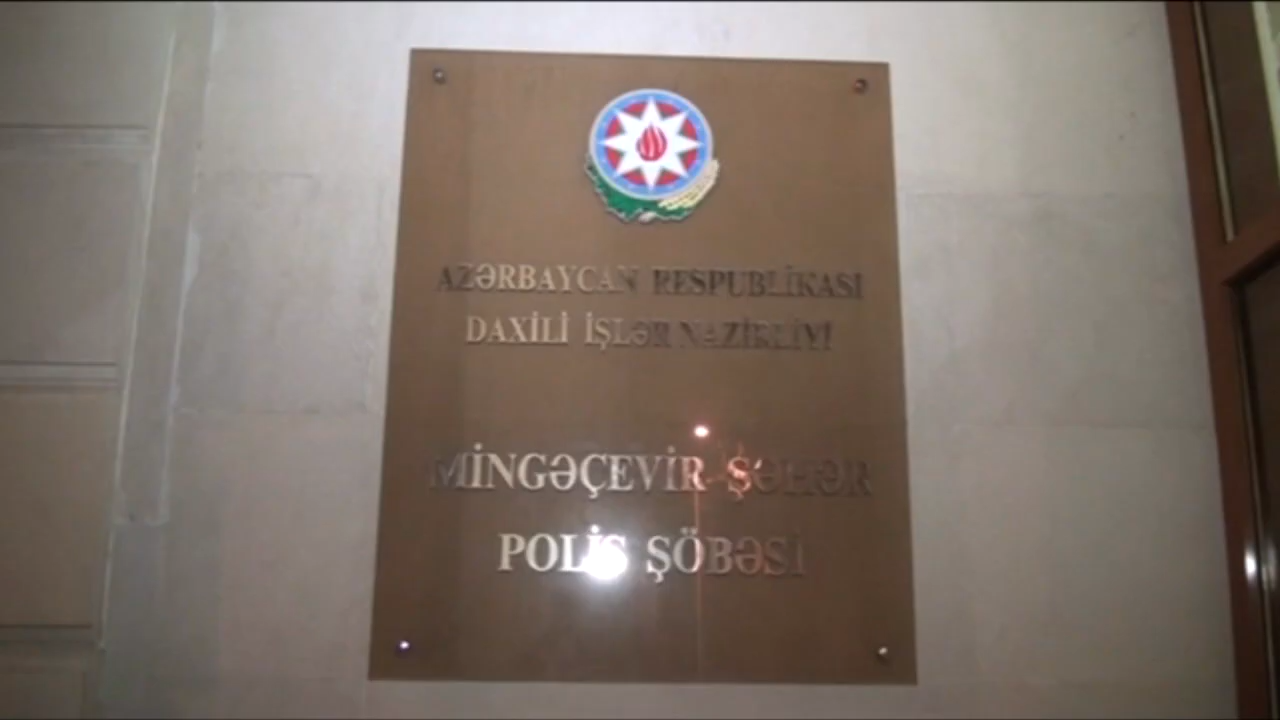 AZƏRBAYCAN RESPUBLİKASI
DAXİLİ İŞLƏR NAZİRLİYİ
MİNGƏÇEVİR ŞƏHƏR
POLİS ŞÖBƏSİ